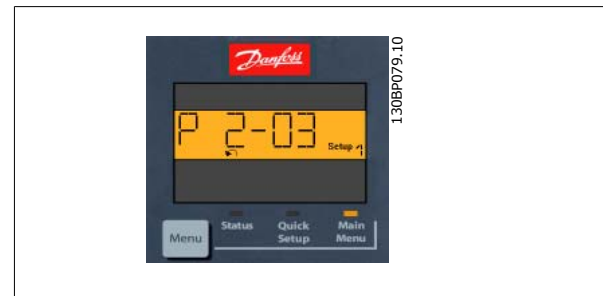 Danfoss
P 2-03
Setup 1
Status
Quick Setup
Main Menu
Menu
130BP079.10